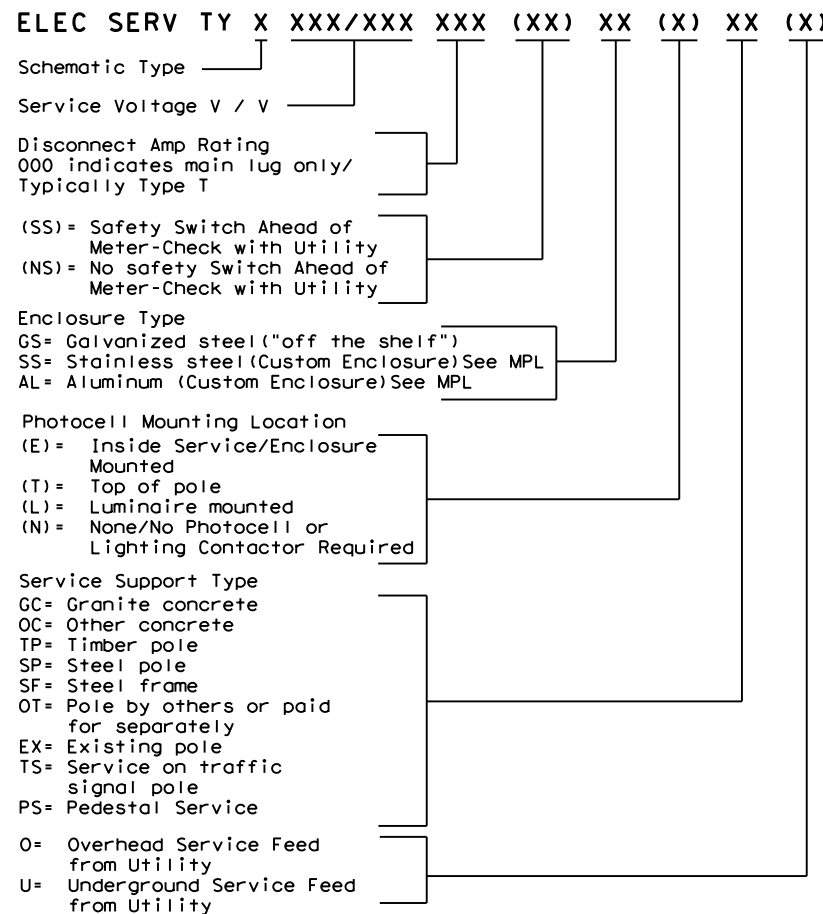 ELEC SERV TY X XXX/XXX XXX (XX) XX (X) XX (X)
Schematic Type
Service Voltage V / V
Disconnect Amp Rating
000 indicates main lug only/
Typically Type T
(SS)= Safety Switch Ahead of
Meter-Check with Utility
(NS)= No safety Switch Ahead of
Meter-Check with Utility
Enclosure Type
GS= Galvanized steel("off the shelf")
SS= Stainless steel(Custom Enclosure)See MPL
AL= Aluminum (Custom Enclosure)See MPL
Photocell Mounting Location
(E)= Inside Service/Enclosure
Mounted
(T)= Top of pole
(L)= Luminaire mounted
(N)= None/No Photocell or
Lighting Contactor Required
Service Support Type
GC= Granite concrete
OC= Other concrete
TP= Timber pole
SP= Steel pole
SF= Steel frame
OT= Pole by others or paid
for separately
EX= Existing pole
TS= Service on traffic
signal pole
PS= Pedestal Service
O= Overhead Service Feed
from Utility
U= Underground Service Feed
from Utility